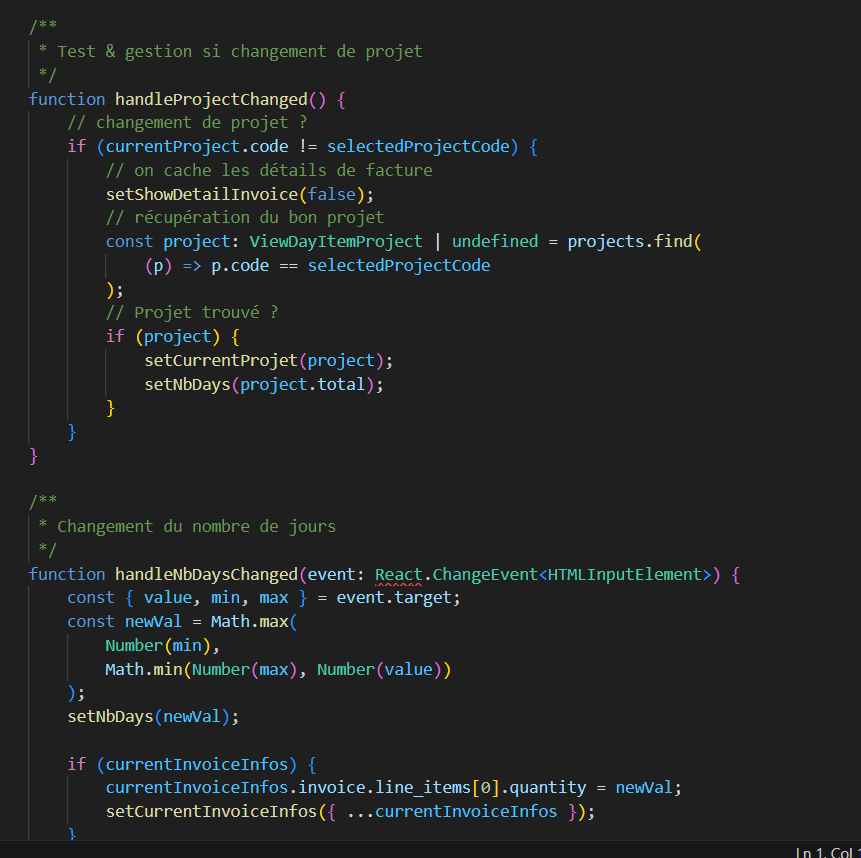 /**
 * Test & gestion si changement de projet
 */
function handleProjectChanged() {
    // changement de projet ?
    if (currentProject.code != selectedProjectCode) {
        // on cache les détails de facture
        setShowDetailInvoice(false);
        // récupération du bon projet
        const project: ViewDayItemProject | undefined = projects.find(
            (p) => p.code == selectedProjectCode
        );
        // Projet trouvé ?
        if (project) {
            setCurrentProjet(project);
            setNbDays(project.total);
        }
    }
}

/**
 * Changement du nombre de jours
 */
function handleNbDaysChanged(event: React.ChangeEvent<HTMLInputElement>) {
    const { value, min, max } = event.target;
    const newVal = Math.max(
        Number(min),
        Math.min(Number(max), Number(value))
    );
    setNbDays(newVal);

    if (currentInvoiceInfos) {
        currentInvoiceInfos.invoice.line_items[0].quantity = newVal;
        setCurrentInvoiceInfos({ ...currentInvoiceInfos });
    }
Ln 1, Col